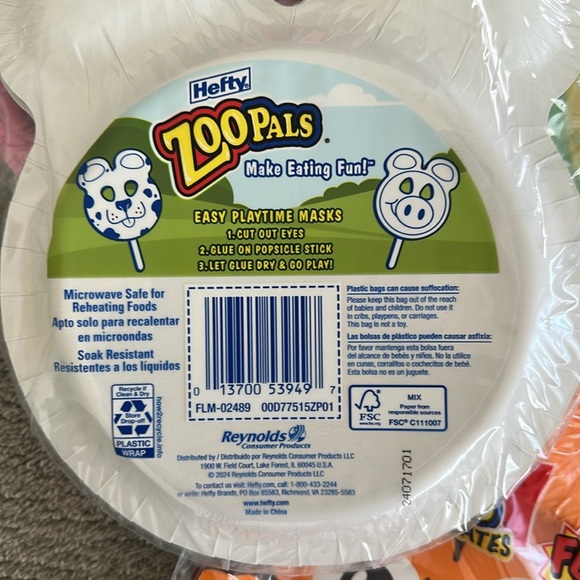 Hefty
ZOOPALS
Make Eating Fun!™
EASY PLAYTIME MASKS
1. CUT OUT EYES
2. GLUE ON POPSICLE STICK
3. LET GLUE DRY & GO PLAY!
Microwave Safe for
Reheating Foods
Apto solo para recalentar
en microondas
Soak Resistant
Resistentes a los líquidos
Recycle if
Clean & Dry
Store
Drop-off
PLASTIC
WRAP
how2recycle.info
0 13700 53949 7
FLM-02489 00D77515ZP01
Plastic bags can cause suffocation:
Please keep this bag out of the reach
of babies and children. Do not use it
in cribs, playpens, or carriages.
This bag is not a toy.
Las bolsas de plástico pueden causar asfixia:
Por favor mantenga esta bolsa fuera
del alcance de bebés y niños. No la utilice
en cunas, corralitos o cochecitos de bebé.
Esta bolsa no es un juguete.
FSC
www.fsc.org
MIX
Paper from
responsible sources
FSC® C111007
Reynolds
Consumer Products
Distributed by / Distribuido por Reynolds Consumer Products LLC
1900 W. Field Court, Lake Forest, IL 60045 U.S.A.
© 2024 Reynolds Consumer Products LLC
To contact us visit: Hefty.com, call: 1-800-433-2244
or write: Hefty Brands, PO Box 85583, Richmond, VA 23285-5583
www.hefty.com
Made in China
24071701
ATES